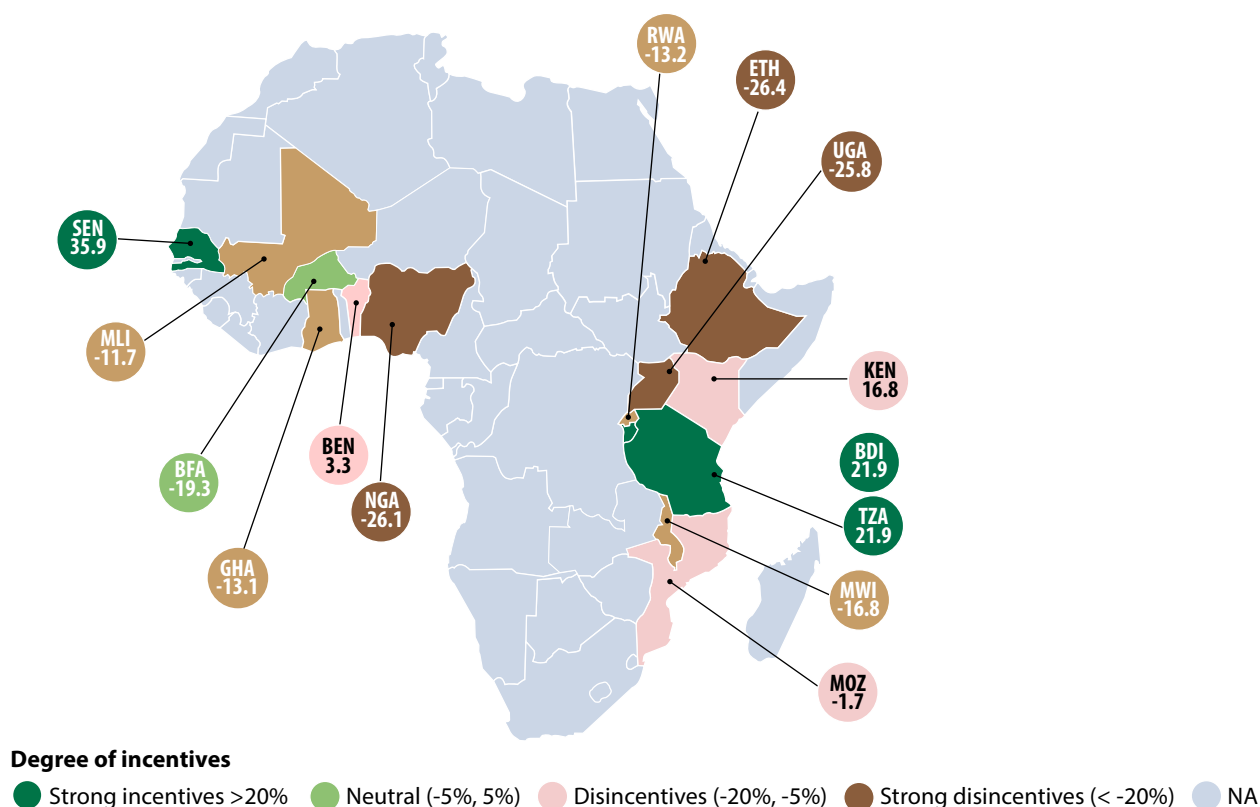 RWA
-13.2
ETH
-26.4
UGA
-25.8
SEN
35.9
MLI
-11.7
KEN
16.8
BEN
3.3
BDI
21.9
BFA
-19.3
NGA
-26.1
TZA
21.9
GHA
-13.1
MWI
-16.8
MOZ
-1.7
Degree of incentives
Strong incentives >20%
Neutral (-5%, 5%)
Disincentives (-20%, -5%)
Strong disincentives (< -20%)
NA